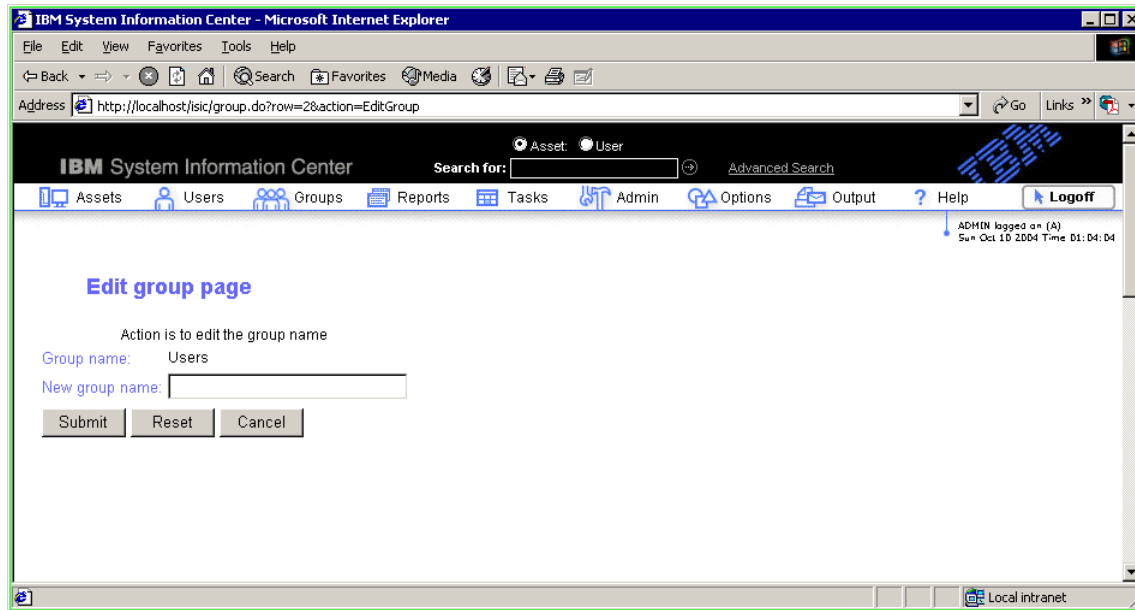 IBM System Information Center - Microsoft Internet Explorer
File Edit View Favorites Tools Help
Back Search Favorites Media
Address http://localhost/isic/group.do?row=2&action=EditGroup Go Links »
Asset: User
IBM System Information Center Search for: Advanced Search
IBM
Assets Users Groups Reports Tasks Admin Options Output ? Help Logoff
ADMIN logged on (A)
Sun Oct 10 2004 Time 01:04:04
Edit group page
Action is to edit the group name
Group name: Users
New group name:
Submit Reset Cancel
Local intranet